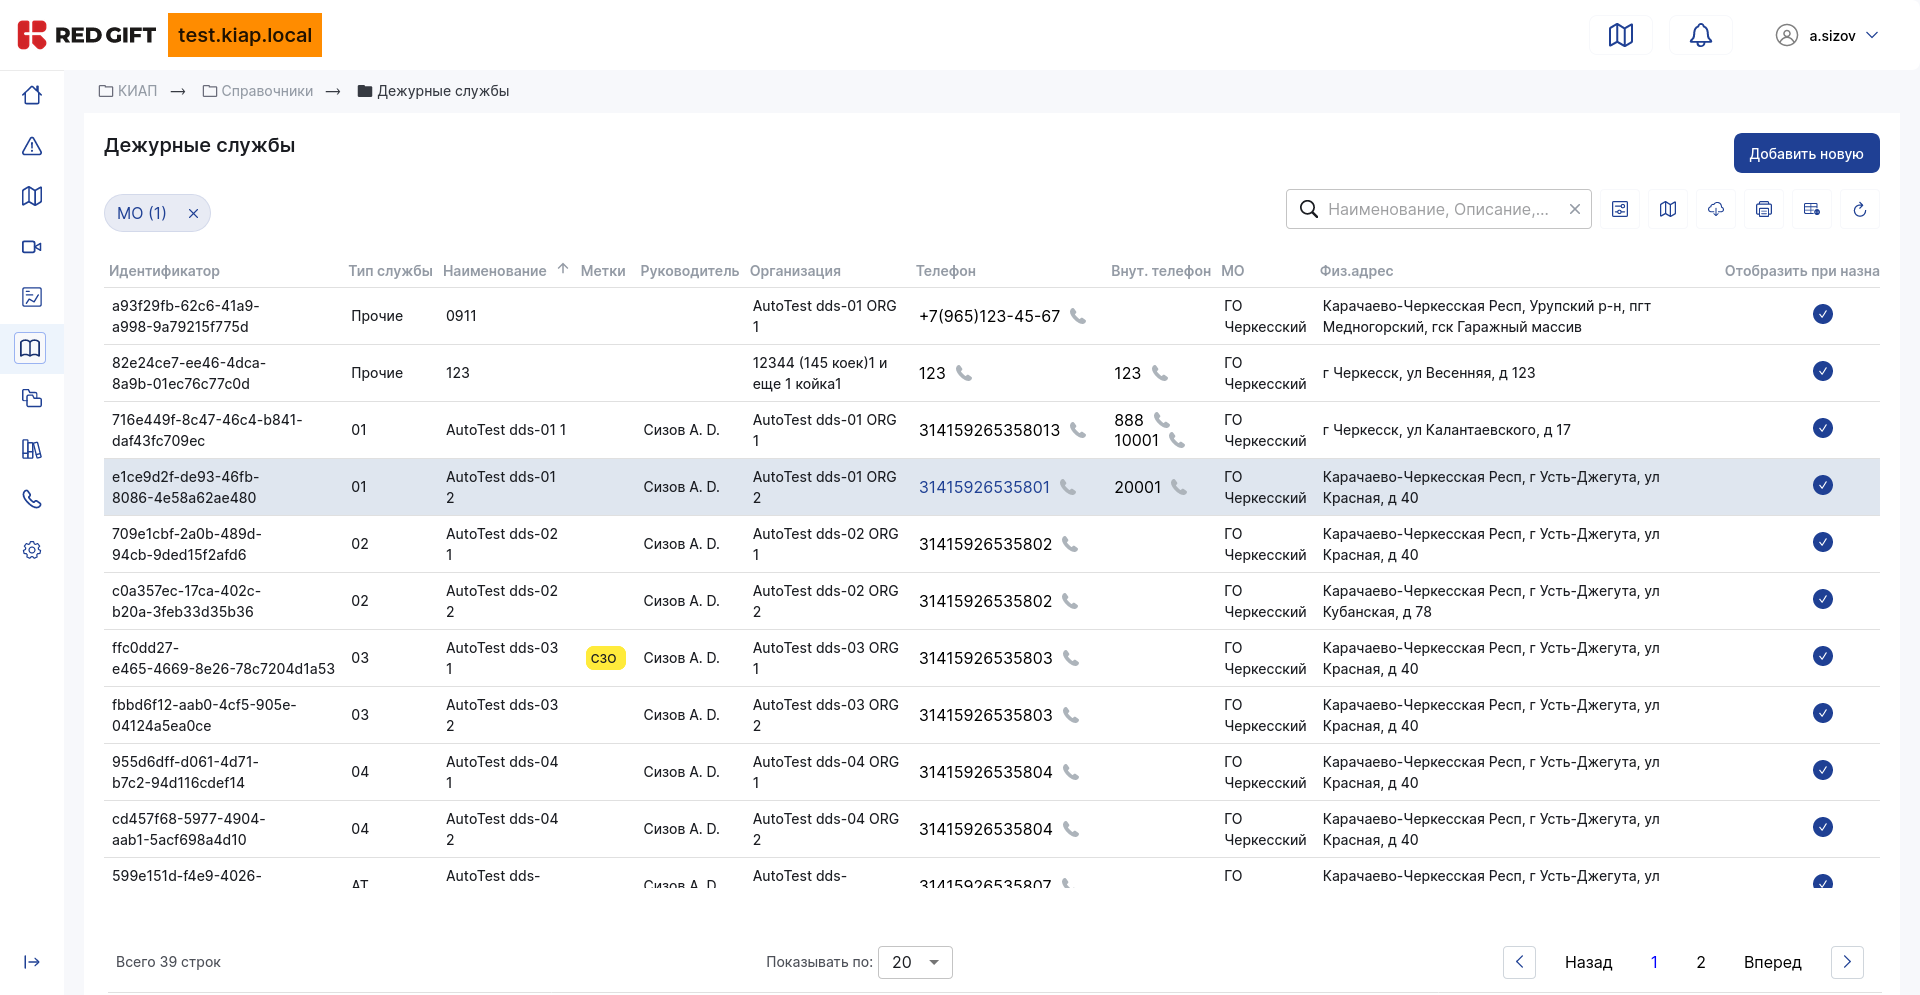 RED GIFT test.kiap.local a.sizov
КИАП → Справочники → Дежурные службы
Дежурные службы
Добавить новую
МО (1)
Наименование, Описание,...
Идентификатор Тип службы Наименование Метки Руководитель Организация Телефон Внут. телефон МО Физ.адрес Отобразить при назна
a93f29fb-62c6-41a9- AutoTest dds-01 ORG ГО Карачаево-Черкесская Респ, Урупский р-н, пгт
Прочие 0911 +7(965)123-45-67
a998-9a79215f775d 1 Черкесский Медногорский, гск Гаражный массив
82e24ce7-ee46-4dca- 12344 (145 коек)1 и ГО
Прочие 123 123 123 г Черкесск, ул Весенняя, д 123
8a9b-01ec76c77c0d еще 1 койка1 Черкесский
716e449f-8c47-46c4-b841- AutoTest dds-01 ORG 888 ГО
01 AutoTest dds-01 1 Сизов A. D. 314159265358013 г Черкесск, ул Калантаевского, д 17
daf43fc709ec 1 10001 Черкесский
e1ce9d2f-de93-46fb- AutoTest dds-01 AutoTest dds-01 ORG ГО Карачаево-Черкесская Респ, г Усть-Джегута, ул
01 Сизов A. D. 31415926535801 20001
8086-4e58a62ae480 2 2 Черкесский Красная, д 40
709e1cbf-2a0b-489d- AutoTest dds-02 AutoTest dds-02 ORG ГО Карачаево-Черкесская Респ, г Усть-Джегута, ул
02 Сизов A. D. 31415926535802
94cb-9ded15f2afd6 1 1 Черкесский Красная, д 40
c0a357ec-17ca-402c- AutoTest dds-02 AutoTest dds-02 ORG ГО Карачаево-Черкесская Респ, г Усть-Джегута, ул
02 Сизов A. D. 31415926535802
b20a-3feb33d35b36 2 2 Черкесский Кубанская, д 78
ffc0dd27- AutoTest dds-03 AutoTest dds-03 ORG ГО Карачаево-Черкесская Респ, г Усть-Джегута, ул
03 СЗО Сизов A. D. 31415926535803
e465-4669-8e26-78c7204d1a53 1 1 Черкесский Красная, д 40
fbbd6f12-aab0-4cf5-905e- AutoTest dds-03 AutoTest dds-03 ORG ГО Карачаево-Черкесская Респ, г Усть-Джегута, ул
03 Сизов A. D. 31415926535803
04124a5ea0ce 2 2 Черкесский Красная, д 40
955d6dff-d061-4d71- AutoTest dds-04 AutoTest dds-04 ORG ГО Карачаево-Черкесская Респ, г Усть-Джегута, ул
04 Сизов A. D. 31415926535804
b7c2-94d116cdef14 1 1 Черкесский Красная, д 40
cd457f68-5977-4904- AutoTest dds-04 AutoTest dds-04 ORG ГО Карачаево-Черкесская Респ, г Усть-Джегута, ул
04 Сизов A. D. 31415926535804
aab1-5acf698a4d10 2 2 Черкесский Красная, д 40
599e151d-f4e9-4026- AutoTest dds- AutoTest dds- ГО Карачаево-Черкесская Респ, г Усть-Джегута, ул
АТ Сизов A. D. 31415926535807
Всего 39 строк Показывать по: 20 Назад 1 2 Вперед